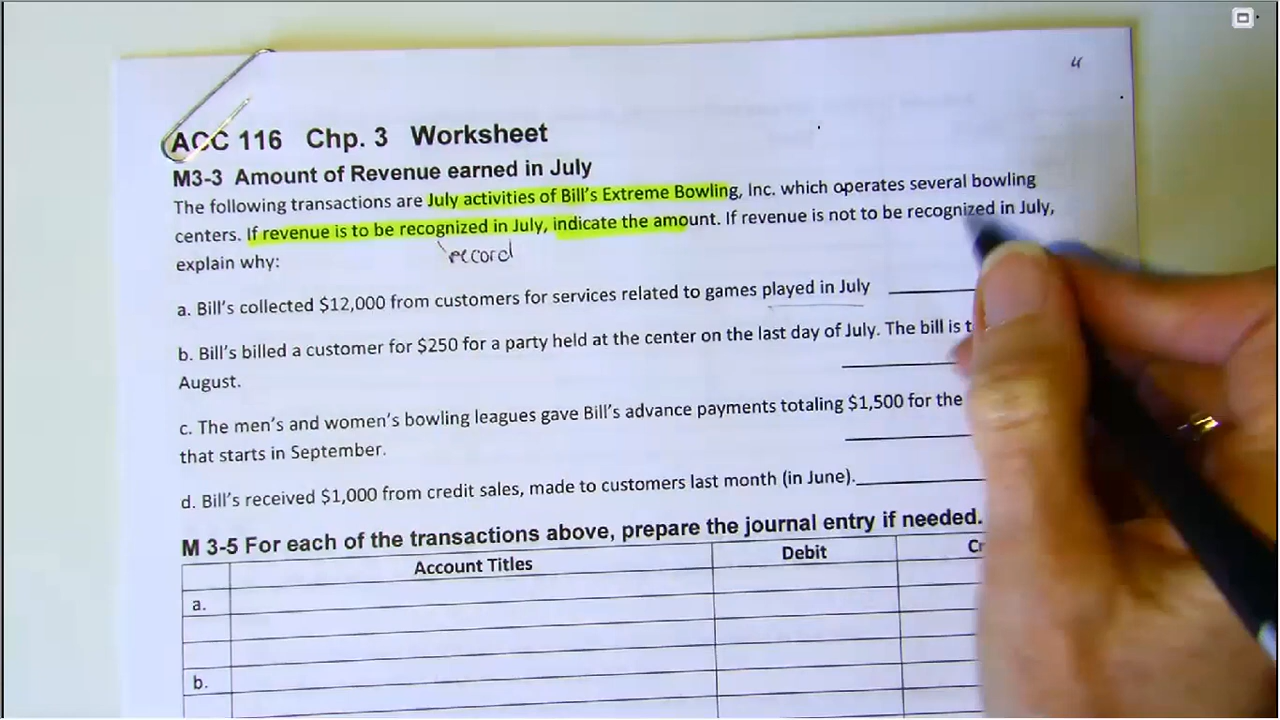 4
ACC 116 Chp. 3 Worksheet
M3-3 Amount of Revenue earned in July
The following transactions are July activities of Bill's Extreme Bowling, Inc. which operates several bowling
centers. If revenue is to be recognized in July, indicate the amount. If revenue is not to be recognized in July,
record
explain why:
a. Bill's collected $12,000 from customers for services related to games played in July
b. Bill's billed a customer for $250 for a party held at the center on the last day of July. The bill is
August.
c. The men's and women's bowling leagues gave Bill's advance payments totaling $1,500 for the
that starts in September.
d. Bill's received $1,000 from credit sales, made to customers last month (in June).
M 3-5 For each of the transactions above, prepare the journal entry if needed.
Account Titles Debit
a.
b.